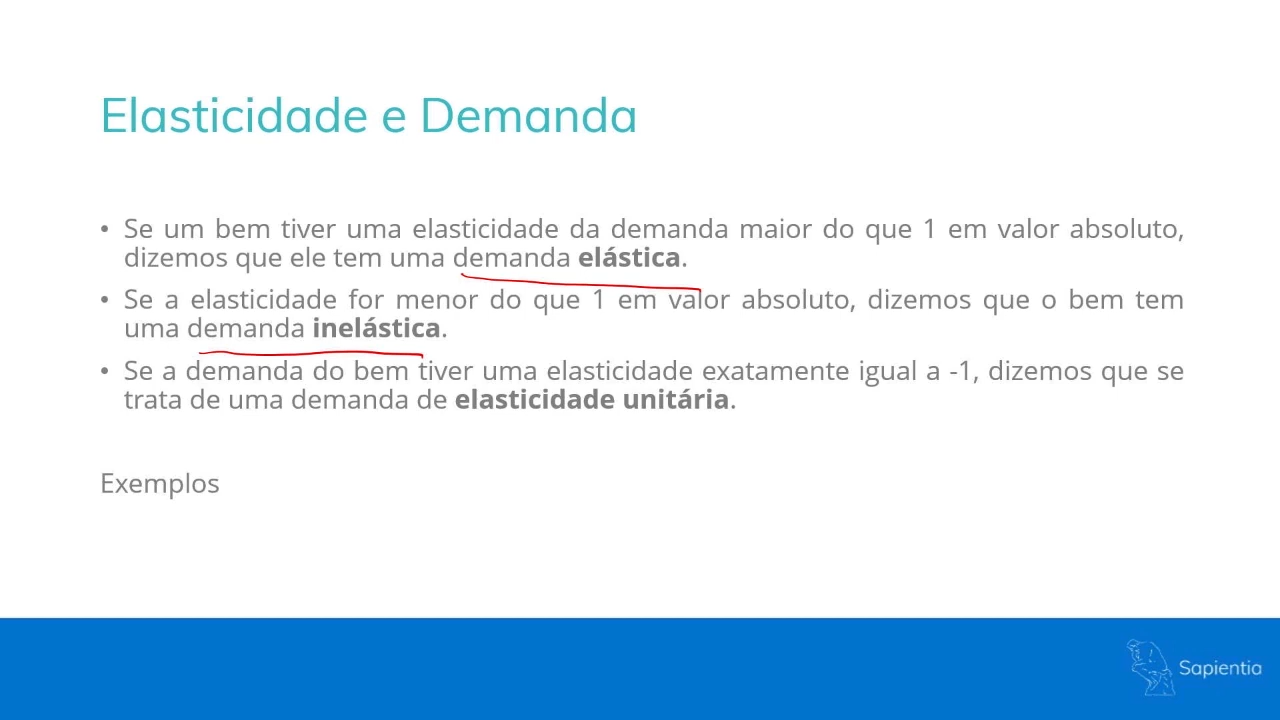 Elasticidade e Demanda
• Se um bem tiver uma elasticidade da demanda maior do que 1 em valor absoluto,
dizemos que ele tem uma demanda elástica.
• Se a elasticidade for menor do que 1 em valor absoluto, dizemos que o bem tem
uma demanda inelástica.
• Se a demanda do bem tiver uma elasticidade exatamente igual a -1, dizemos que se
trata de uma demanda de elasticidade unitária.
Exemplos
Sapientia